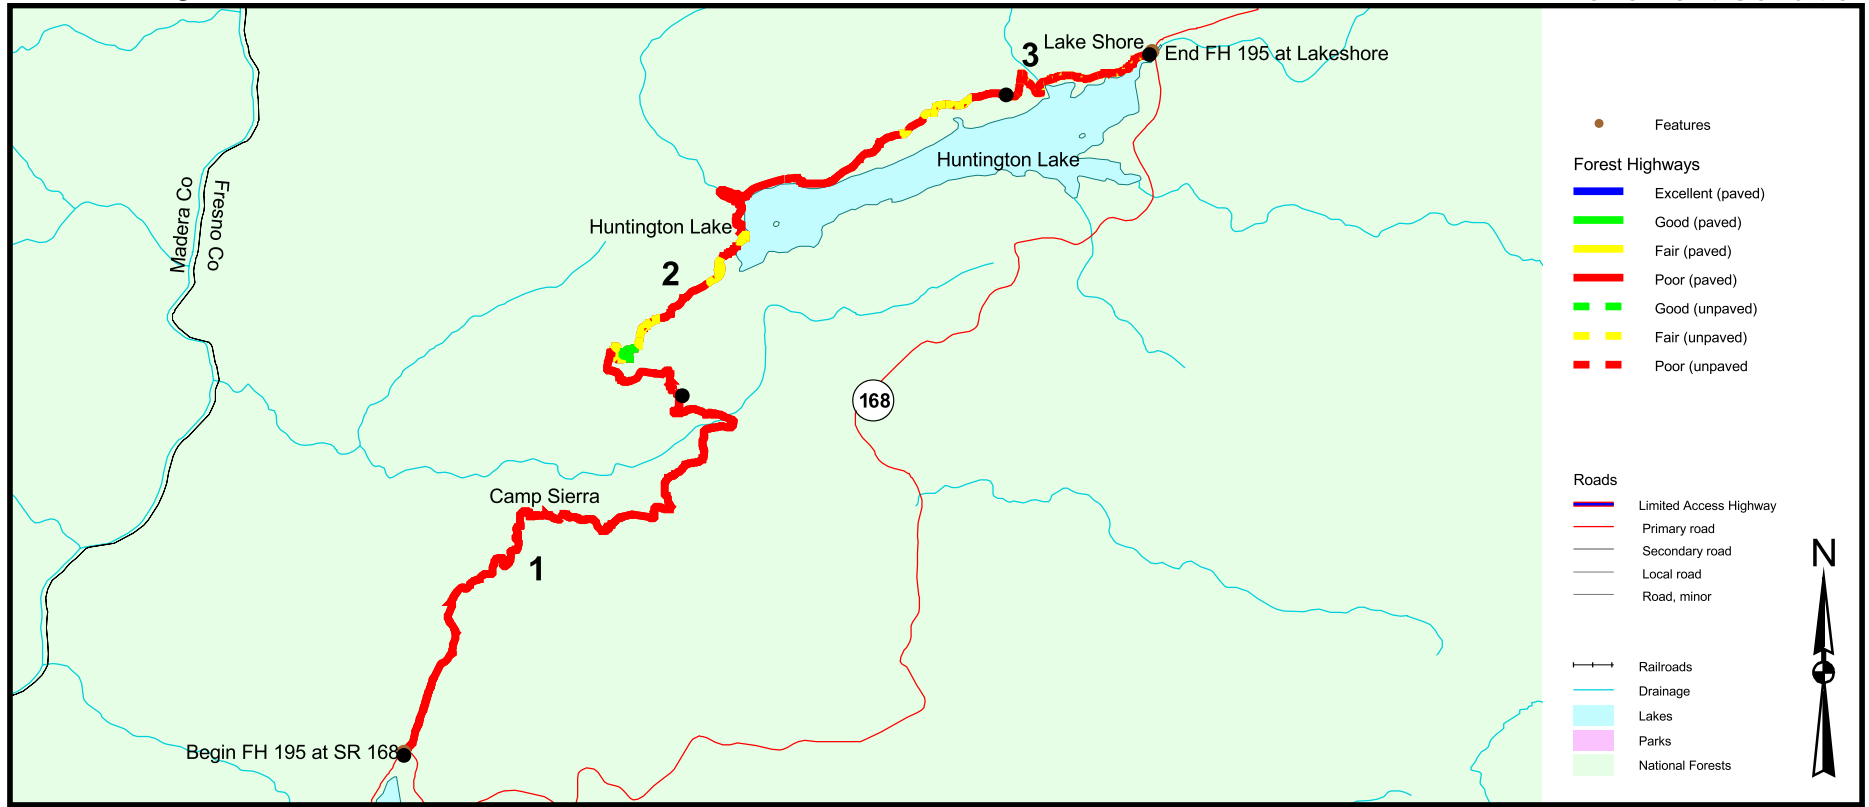 3
Lake Shore
End FH 195 at Lakeshore
Huntington Lake
Madera Co
Fresno Co
Huntington Lake
2
168
Camp Sierra
1
Begin FH 195 at SR 168
Features
Forest Highways
Excellent (paved)
Good (paved)
Fair (paved)
Poor (paved)
Good (unpaved)
Fair (unpaved)
Poor (unpaved
Roads
Limited Access Highway
Primary road
Secondary road
Local road
Road, minor
Railroads
Drainage
Lakes
Parks
National Forests
N